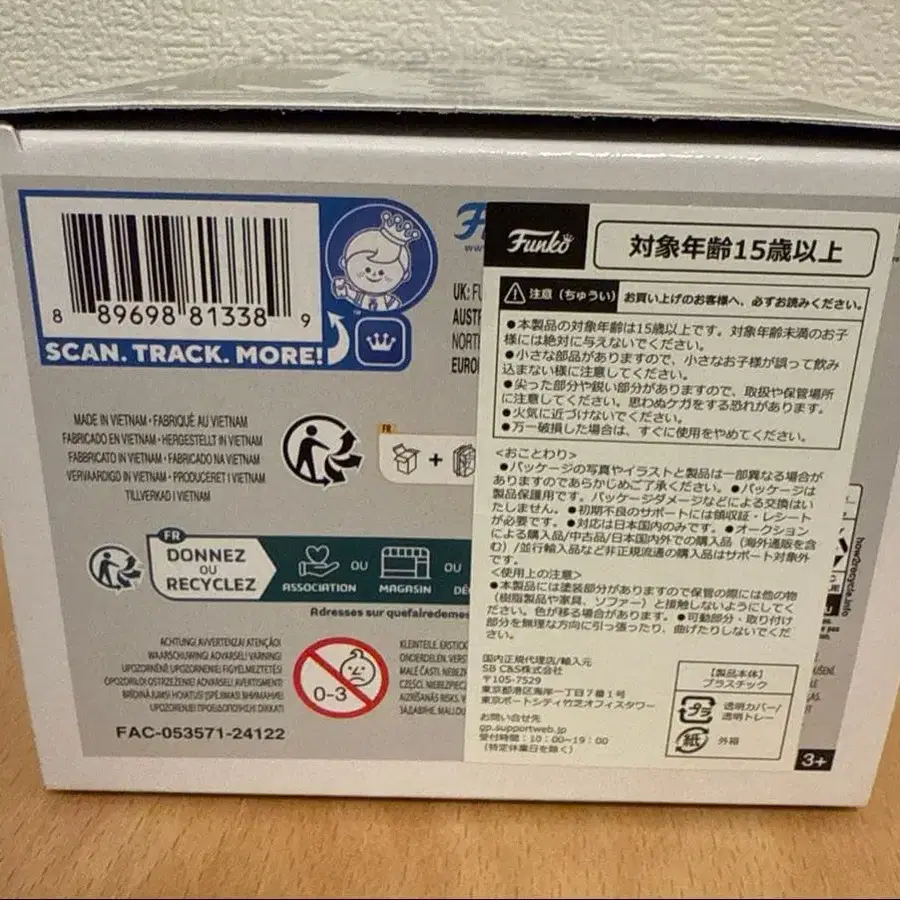 8 89698 81338 9
SCAN. TRACK. MORE!
UK: FU
AUSTR
NORT
EURO
MADE IN VIETNAM • FABRIQUÉ AU VIETNAM
FABRICADO EN VIETNAM • HERGESTELLT IN VIETNAM
FABBRICATO IN VIETNAM • FABRICADO NA VIETNAM
VERVAARDIGD IN VIETNAM • PRODUCERET I VIETNAM
TILLVERKAD I VIETNAM
FR
+
FR
DONNEZ
OU
RECYCLEZ
ASSOCIATION OU MAGASIN OU DÉ
Adresses sur quefairedemes
ACHTUNG! AVVERTENZA! ATENÇÃO!
WAARSCHUWING! ADVARSEL! VARNING!
UPOZORNĚNÍ! UPOZORNENIE! FIGYELMEZTETÉS!
0-3
KLEINTEILE. ERSTICK
ONDERDELEN. VERST
FAC-053571-24122
Funko
対象年齢15歳以上
注意(ちゅうい) お買い上げのお客様へ、必ずお読みください。
●本製品の対象年齢は15歳以上です。対象年齢未満のお子
様には絶対に与えないでください。
●小さな部品がありますので、小さなお子様が誤って飲み
込まない様に注意してください。
●尖った部分や鋭い部分がありますので、取扱や保管場所
に注意してください。思わぬケガをする恐れがあります。
●火気に近づけないでください。
●万一破損した場合は、すぐに使用をやめてください。
<おことわり>
●パッケージの写真やイラストと製品は一部異なる場合が
ありますのであらかじめご了承ください。●パッケージは
製品保護用です。パッケージダメージなどによる交換はい
たしません。●初期不良のサポートには領収証・レシート
が必要です。●対応は日本国内のみです。●オークション
による購入品/中古品/日本国内外での購入品(海外通販を含
む)/並行輸入品など非正規流通の購入品はサポート対象外
です。
<使用上の注意>
●本製品には塗装部分がありますので保管の際には他の物
(樹脂製品や家具、ソファー)と接触しないようにしてく
ださい。色が移る場合があります。●可動部分・取り付け
部分を無理な方向に引っ張ったり、曲げたりしないでくだ
さい。
国内正規代理店/輸入元
SB C&S株式会社
〒105-7529
東京都港区海岸一丁目7番1号
東京ポートシティ竹芝オフィスタワー
お問い合せ先
gp.supportweb.jp
受付時間:10:00~19:00
(特定休業日を除く)
【製品本体】
プラスチック
プラ
透明カバー/
透明トレー
紙
外箱
how2recycle.info
3+